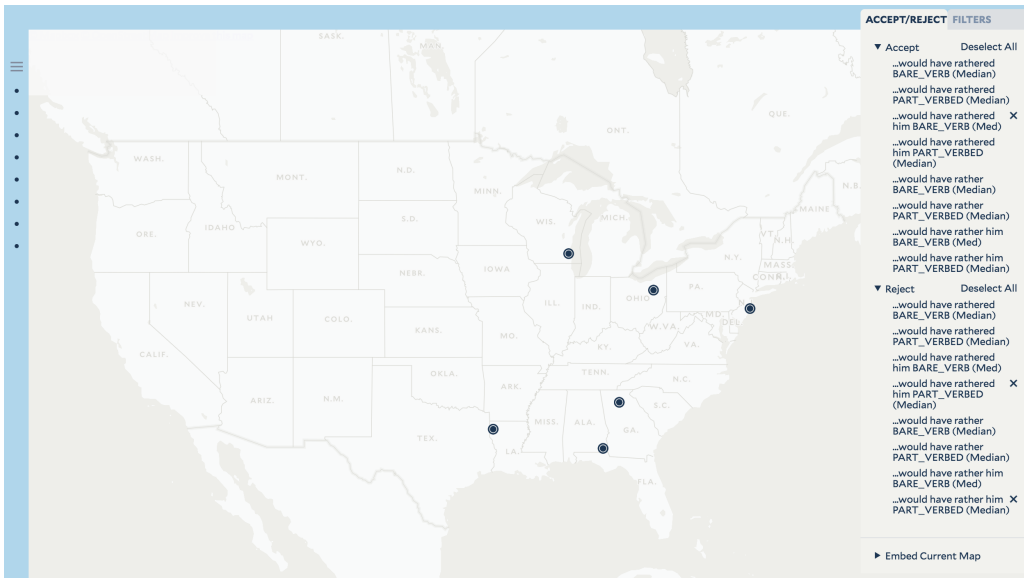 ACCEPT/REJECT FILTERS
▼ Accept Deselect All
...would have rathered
BARE_VERB (Median)
...would have rathered
PART_VERBED (Median)
...would have rathered ×
him BARE_VERB (Med)
...would have rathered
him PART_VERBED
(Median)
...would have rather
BARE_VERB (Median)
...would have rather
PART_VERBED (Median)
...would have rather him
BARE_VERB (Med)
...would have rather him
PART_VERBED (Median)
▼ Reject Deselect All
...would have rathered
BARE_VERB (Median)
...would have rathered
PART_VERBED (Median)
...would have rathered
him BARE_VERB (Med)
...would have rathered ×
him PART_VERBED
(Median)
...would have rather
BARE_VERB (Median)
...would have rather
PART_VERBED (Median)
...would have rather him
BARE_VERB (Med)
...would have rather him ×
PART_VERBED (Median)
▶ Embed Current Map
SASK.
MAN.
ONT.
QUE.
N.B.
WASH.
MONT.
N.D.
MINN.
MAINE
ORE.
IDAHO
WYO.
S.D.
WIS.
MICH.
VT.
N.H.
N.Y.
MASS.
CONN.
R.I.
NEV.
UTAH
COLO.
NEBR.
IOWA
ILL.
IND.
OHIO
PA.
N.J.
MD.
DEL.
CALIF.
KANS.
MO.
KY.
W.VA.
VA.
ARIZ.
N.M.
OKLA.
ARK.
TENN.
N.C.
S.C.
TEX.
LA.
MISS.
ALA.
GA.
FLA.